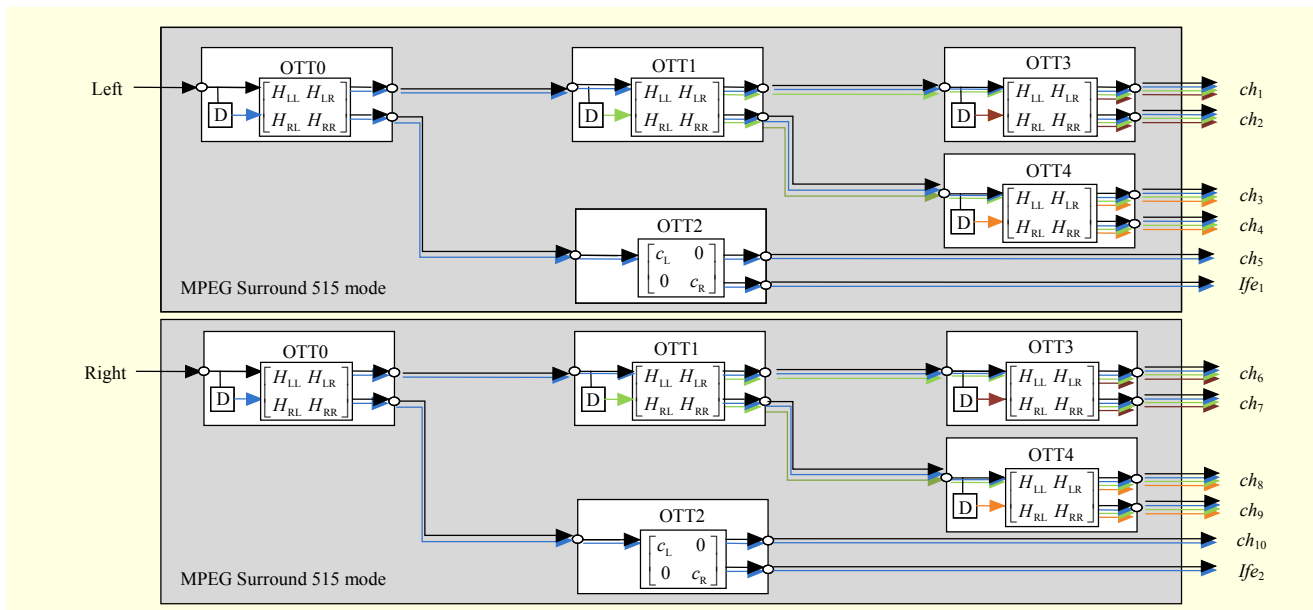 Left
OTT0
D
H_LL H_LR
H_RL H_RR
OTT1
D
H_LL H_LR
H_RL H_RR
OTT3
D
H_LL H_LR
H_RL H_RR
ch₁
ch₂
OTT4
D
H_LL H_LR
H_RL H_RR
ch₃
ch₄
OTT2
c_L 0
0 c_R
ch₅
lfe₁
MPEG Surround 515 mode
Right
OTT0
D
H_LL H_LR
H_RL H_RR
OTT1
D
H_LL H_LR
H_RL H_RR
OTT3
D
H_LL H_LR
H_RL H_RR
ch₆
ch₇
OTT4
D
H_LL H_LR
H_RL H_RR
ch₈
ch₉
OTT2
c_L 0
0 c_R
ch₁₀
lfe₂
MPEG Surround 515 mode